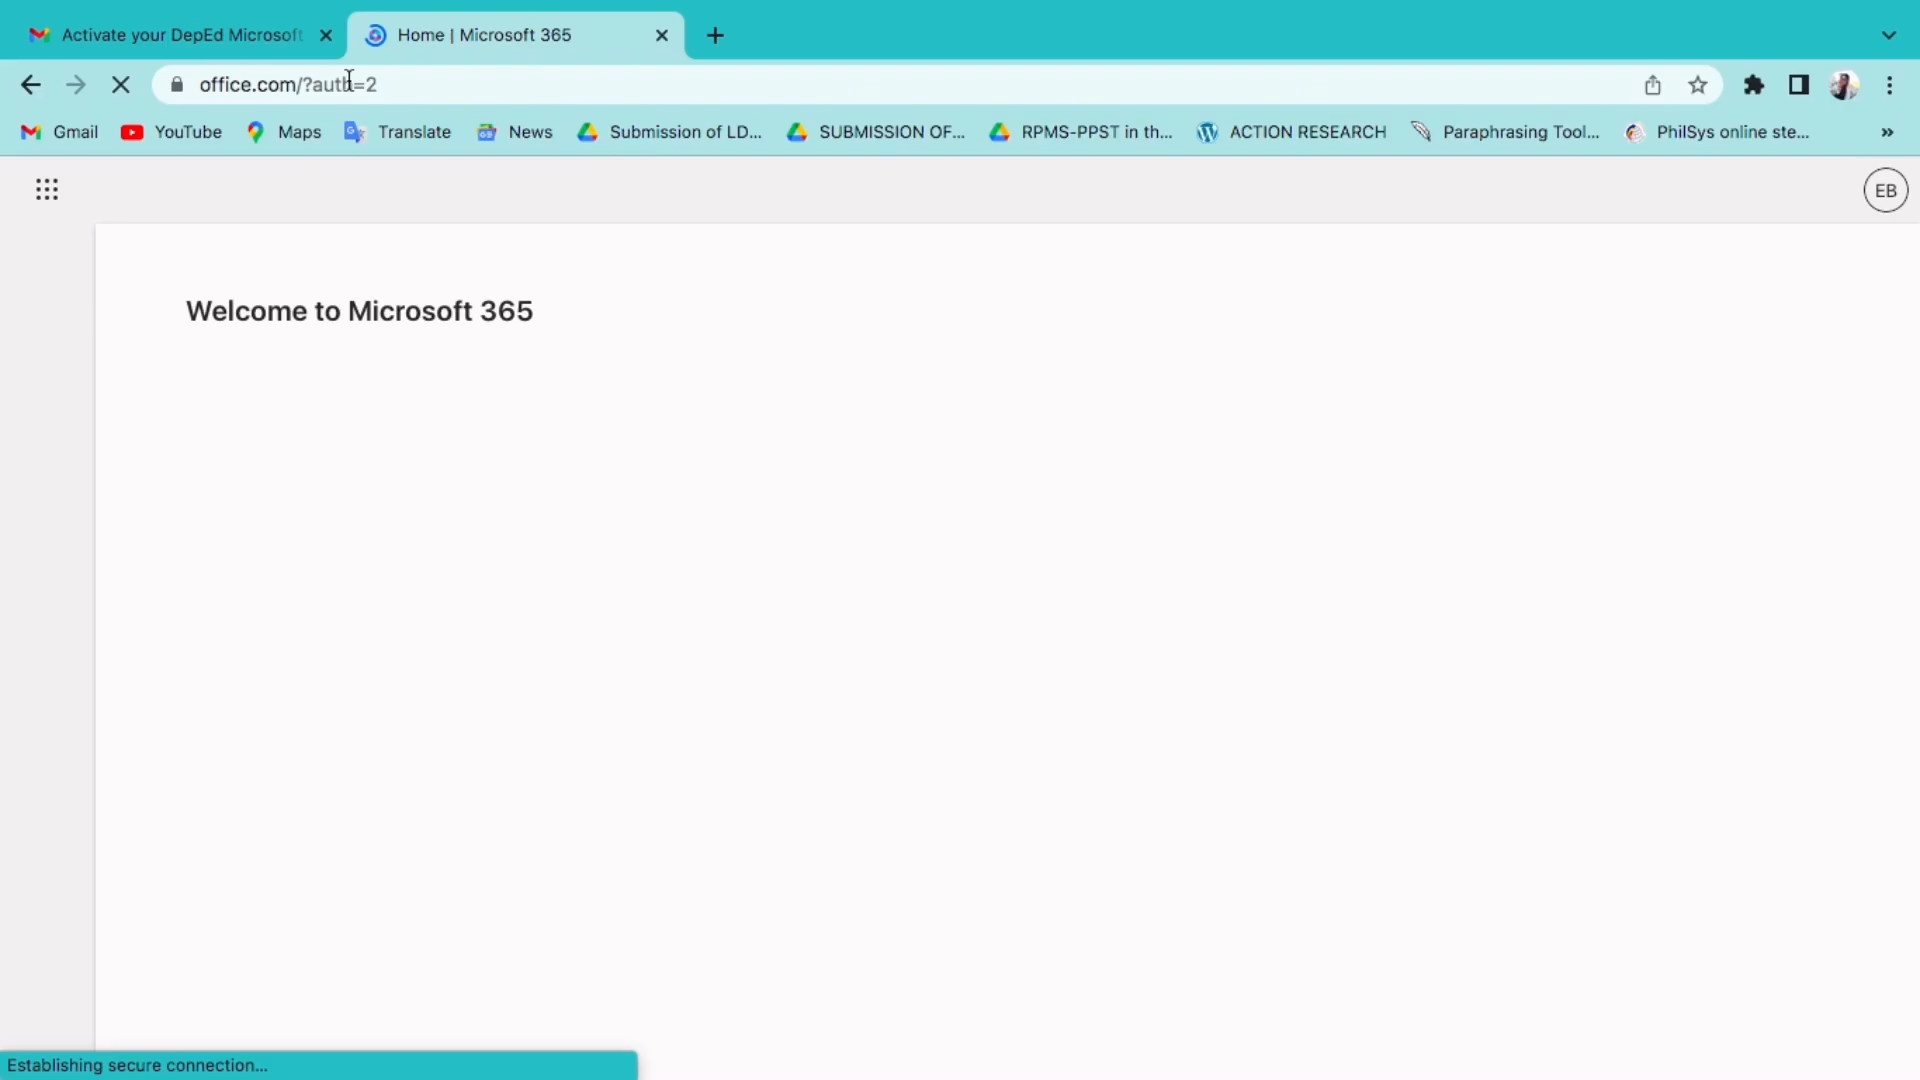 Activate your DepEd Microsoft
Home | Microsoft 365
office.com/?auth=2
Gmail
YouTube
Maps
Translate
News
Submission of LD...
SUBMISSION OF...
RPMS-PPST in th...
ACTION RESEARCH
Paraphrasing Tool...
PhilSys online ste...
»
EB
Welcome to Microsoft 365
Establishing secure connection...